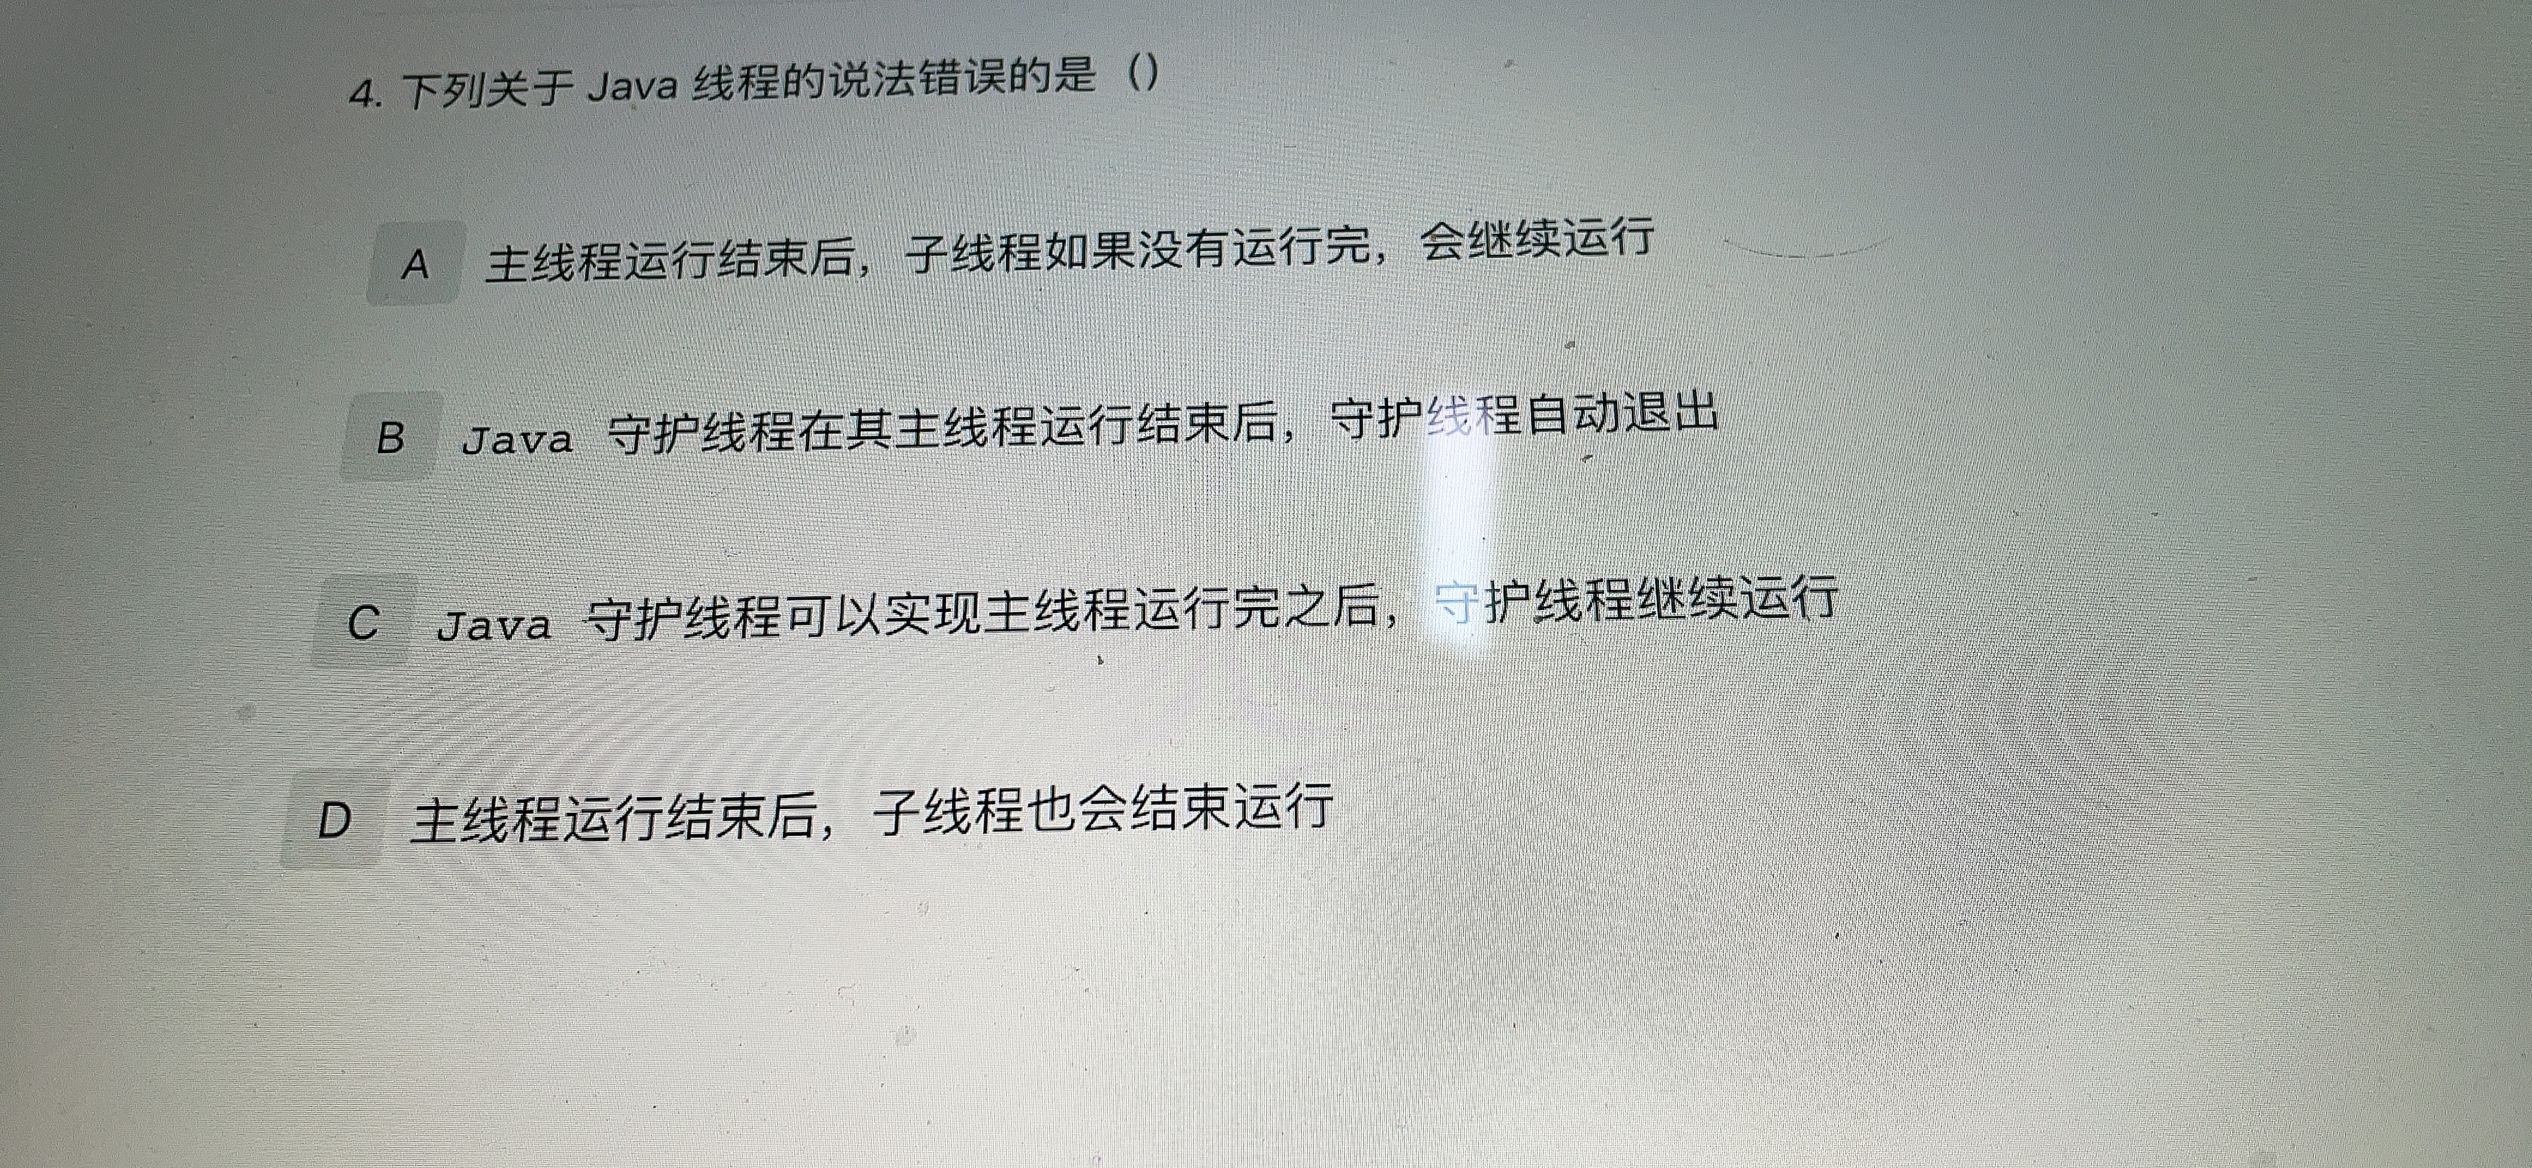 4. 下列关于 Java 线程的说法错误的是（）
A 主线程运行结束后，子线程如果没有运行完，会继续运行
B Java 守护线程在其主线程运行结束后，守护线程自动退出
C Java 守护线程可以实现主线程运行完之后，守护线程继续运行
D 主线程运行结束后，子线程也会结束运行